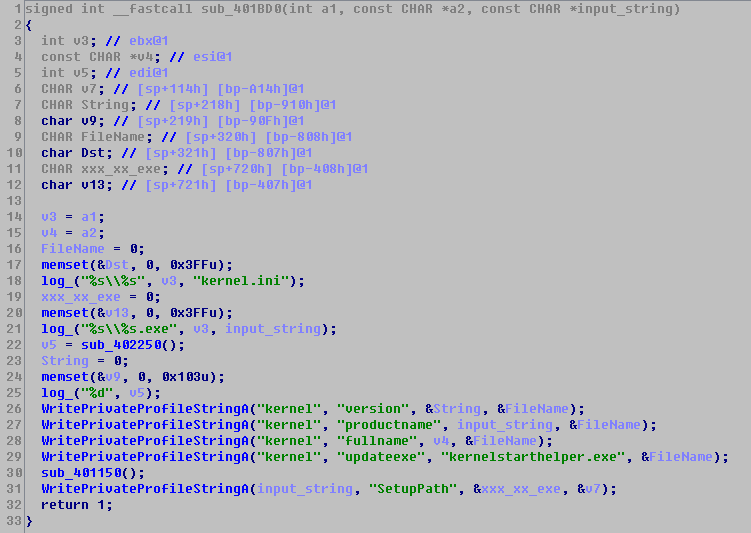 1 signed int __fastcall sub_401BD0(int a1, const CHAR *a2, const CHAR *input_string)
2 {
3 int v3; // ebx@1
4 const CHAR *v4; // esi@1
5 int v5; // edi@1
6 CHAR v7; // [sp+114h] [bp-A14h]@1
7 CHAR String; // [sp+218h] [bp-910h]@1
8 char v9; // [sp+219h] [bp-90Fh]@1
9 CHAR FileName; // [sp+320h] [bp-808h]@1
10 char Dst; // [sp+321h] [bp-807h]@1
11 CHAR xxx_xx_exe; // [sp+720h] [bp-408h]@1
12 char v13; // [sp+721h] [bp-407h]@1
13
14 v3 = a1;
15 v4 = a2;
16 FileName = 0;
17 memset(&Dst, 0, 0x3FFu);
18 log_("%s\\%s", v3, "kernel.ini");
19 xxx_xx_exe = 0;
20 memset(&v13, 0, 0x3FFu);
21 log_("%s\\%s.exe", v3, input_string);
22 v5 = sub_402250();
23 String = 0;
24 memset(&v9, 0, 0x103u);
25 log_("%d", v5);
26 WritePrivateProfileStringA("kernel", "version", &String, &FileName);
27 WritePrivateProfileStringA("kernel", "productname", input_string, &FileName);
28 WritePrivateProfileStringA("kernel", "fullname", v4, &FileName);
29 WritePrivateProfileStringA("kernel", "updateexe", "kernelstarthelper.exe", &FileName);
30 sub_401150();
31 WritePrivateProfileStringA(input_string, "SetupPath", &xxx_xx_exe, &v7);
32 return 1;
33 }